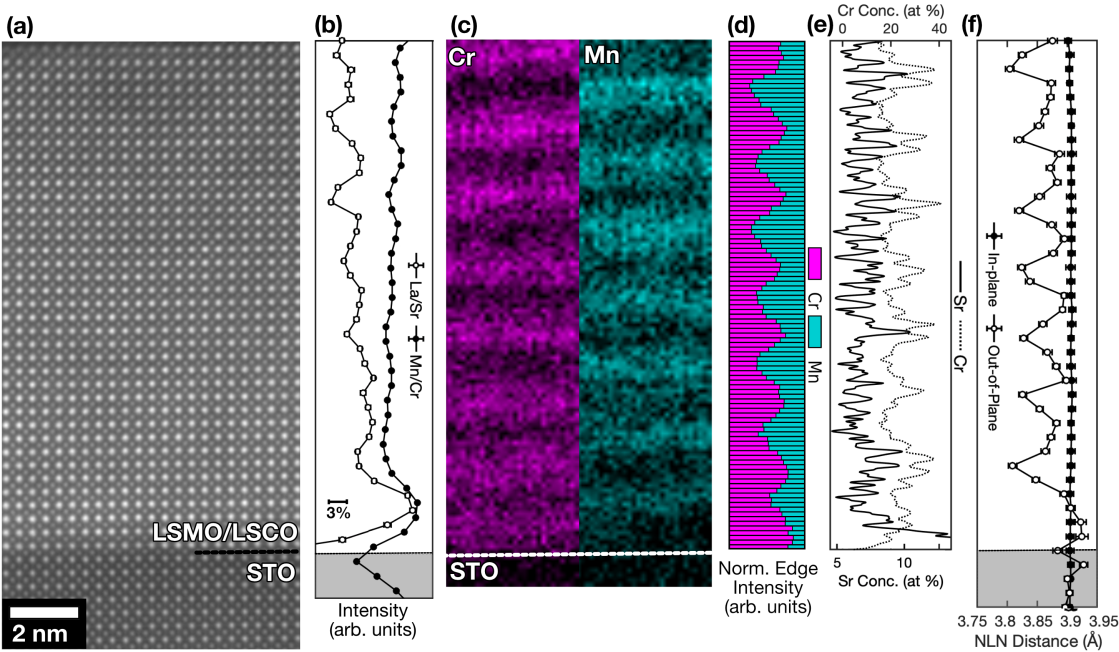 (a)
(b)
(c)
(d)
(e)
(f)
Cr Conc. (at %)
0 20 40
Cr
Mn
La/Sr
Mn/Cr
Cr
Mn
Sr
Cr
In-plane
Out-of-Plane
3%
LSMO/LSCO
STO
STO
2 nm
Intensity
(arb. units)
Norm. Edge
Intensity
(arb. units)
5 10
Sr Conc. (at %)
3.75 3.8 3.85 3.9 3.95
NLN Distance (Å)